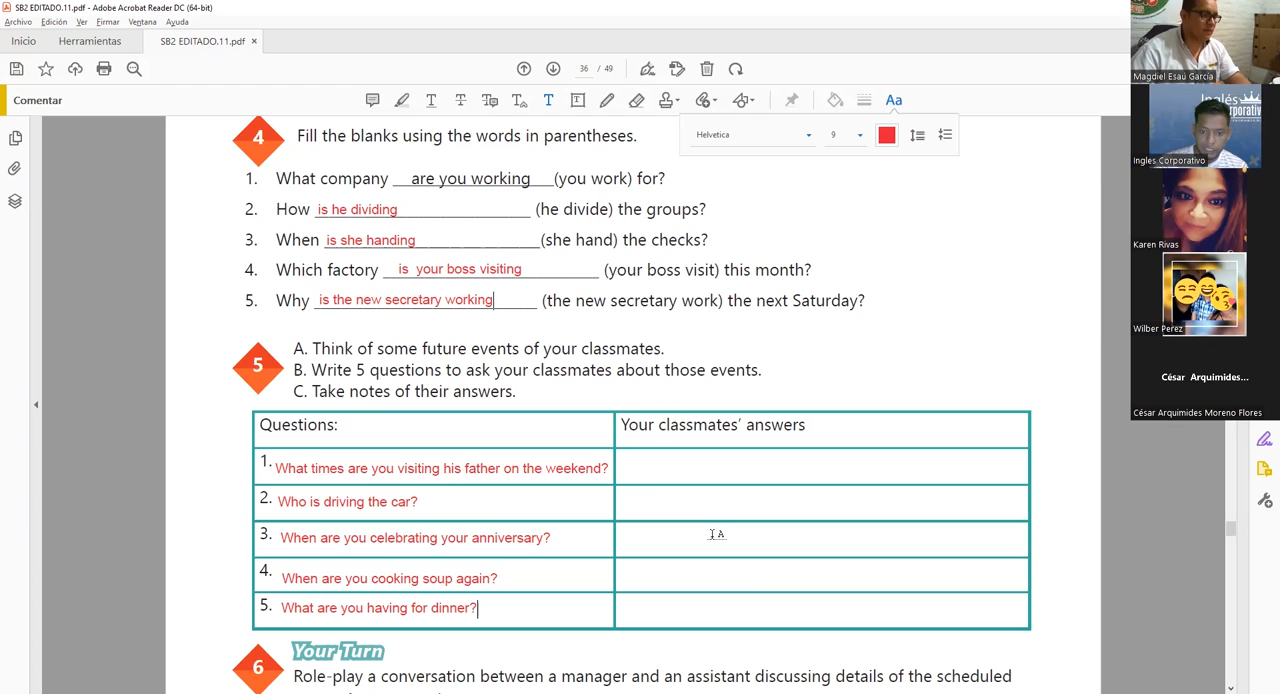 SB2 EDITADO.11.pdf - Adobe Acrobat Reader DC (64-bit)
Archivo Edición Ver Firmar Ventana Ayuda
Inicio Herramientas SB2 EDITADO.11.pdf ×
36 / 49
Comentar
Aa
Helvetica 9
4 Fill the blanks using the words in parentheses.
1. What company __are you working___(you work) for?
2. How is he dividing (he divide) the groups?
3. When is she handing (she hand) the checks?
4. Which factory is your boss visiting (your boss visit) this month?
5. Why is the new secretary working (the new secretary work) the next Saturday?
5 A. Think of some future events of your classmates.
B. Write 5 questions to ask your classmates about those events.
C. Take notes of their answers.
Questions: Your classmates' answers
1. What times are you visiting his father on the weekend?
2. Who is driving the car?
3. When are you celebrating your anniversary?
4. When are you cooking soup again?
5. What are you having for dinner?
6 Your Turn
Role-play a conversation between a manager and an assistant discussing details of the scheduled
Magdiel Esaú García
Inglés
Corporativo
Ingles Corporativo
Karen Rivas
Wilber Perez
César Arquimides...
César Arquimides Moreno Flores